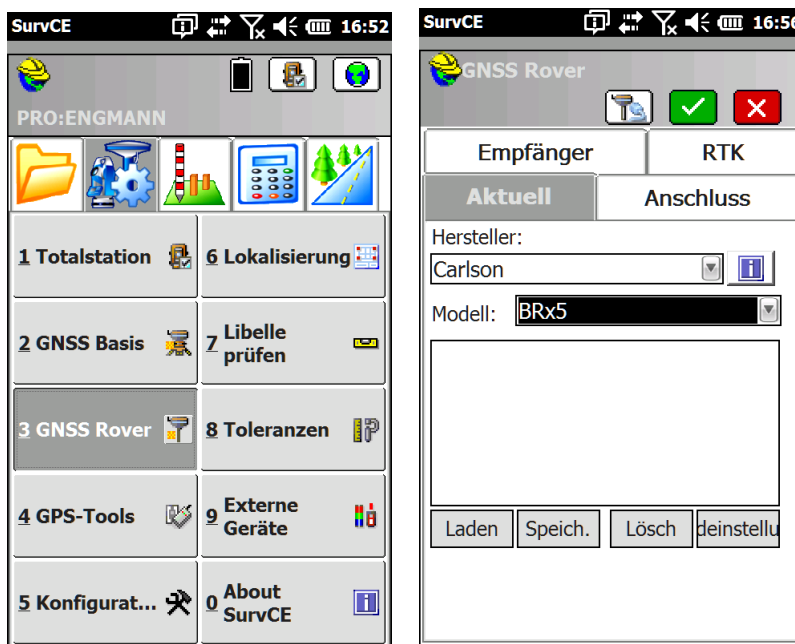 SurvCE 16:52
PRO:ENGMANN
1 Totalstation
6 Lokalisierung
2 GNSS Basis
7 Libelle
prüfen
3 GNSS Rover
8 Toleranzen
4 GPS-Tools
9 Externe
Geräte
5 Konfigurat...
0 About
SurvCE
SurvCE 16:56
GNSS Rover
Empfänger RTK
Aktuell Anschluss
Hersteller:
Carlson
Modell: BRx5
Laden Speich. Lösch deinstellu